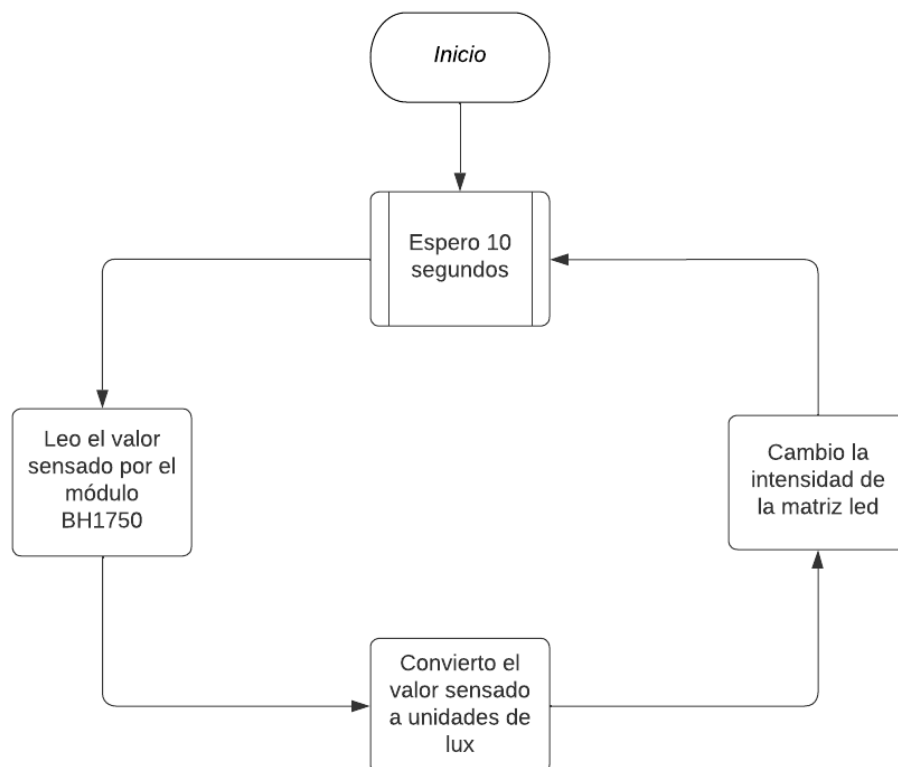 Inicio
Espero 10
segundos
Leo el valor
sensado por el
módulo
BH1750
Convierto el
valor sensado
a unidades de
lux
Cambio la
intensidad de
la matriz led